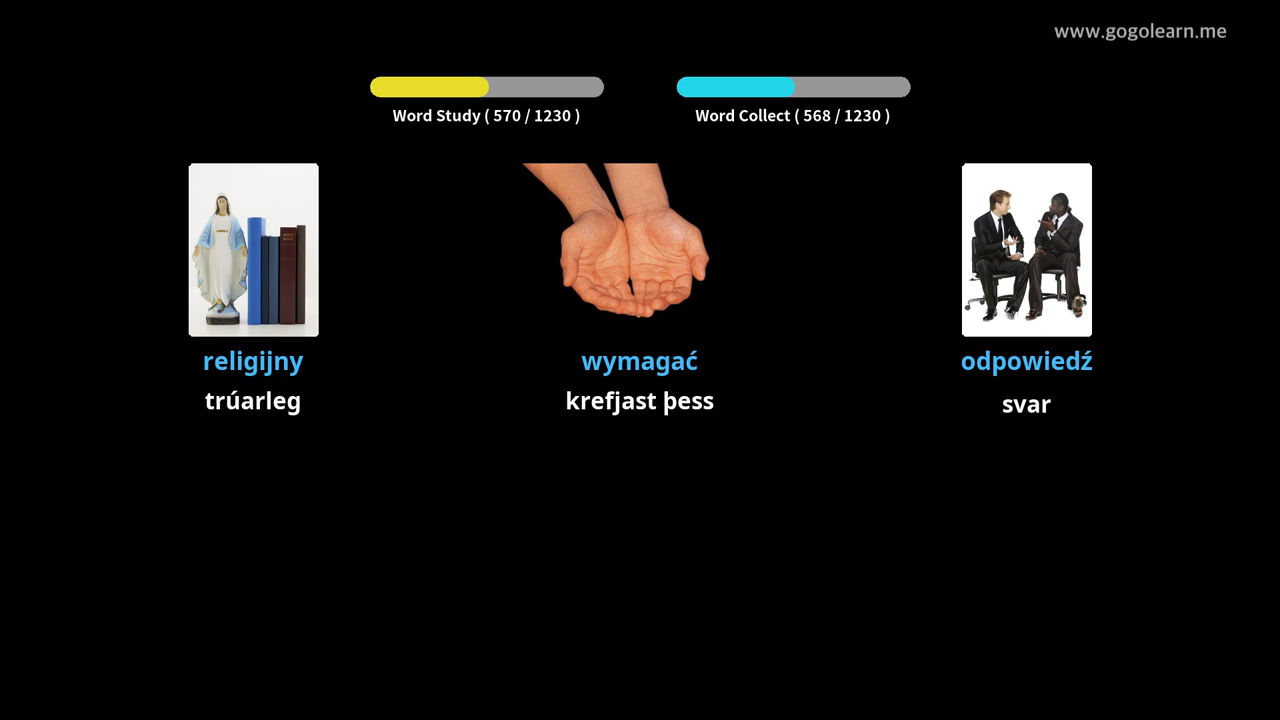 www.gogolearn.me
Word Study ( 570 / 1230 )
Word Collect ( 568 / 1230 )
religijny
wymagać
odpowiedź
trúarleg
krefjast þess
svar